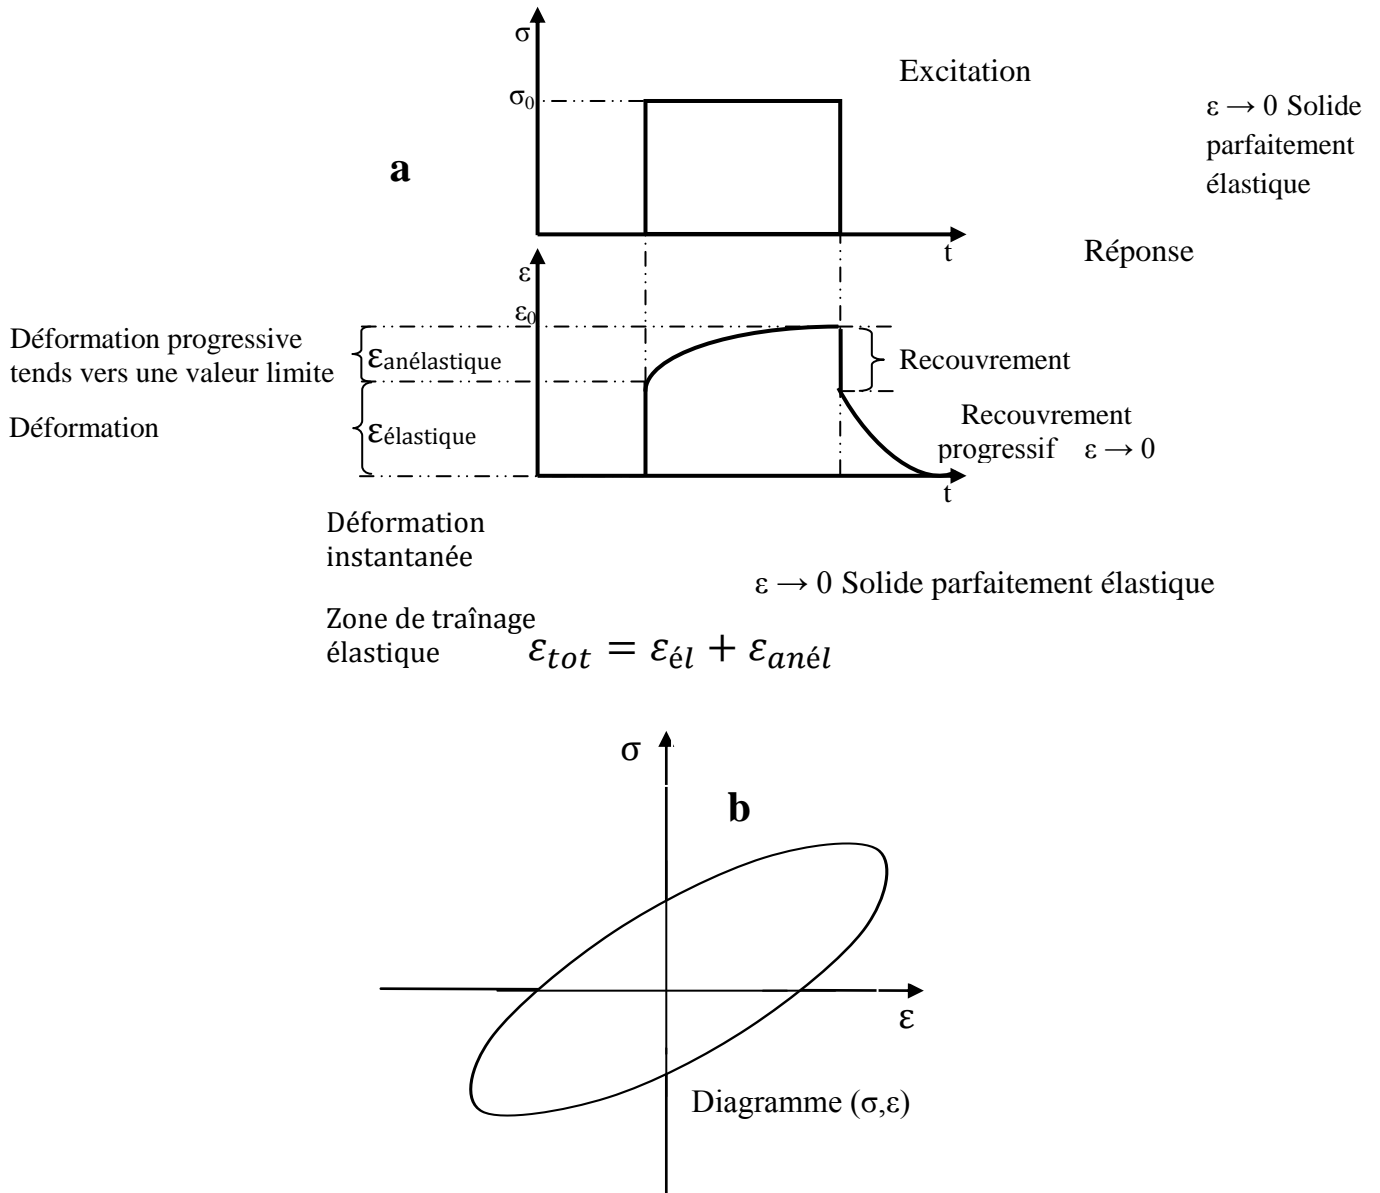 σ
Excitation
σ0
ε → 0 Solide
parfaitement
élastique
a
t
Réponse
ε
ε0
Déformation progressive
tends vers une valeur limite
εanélastique
Recouvrement
Déformation
εélastique
Recouvrement
progressif ε → 0
t
Déformation
instantanée
ε → 0 Solide parfaitement élastique
Zone de traînage
élastique
εtot = εél + εanél
σ
b
ε
Diagramme (σ,ε)